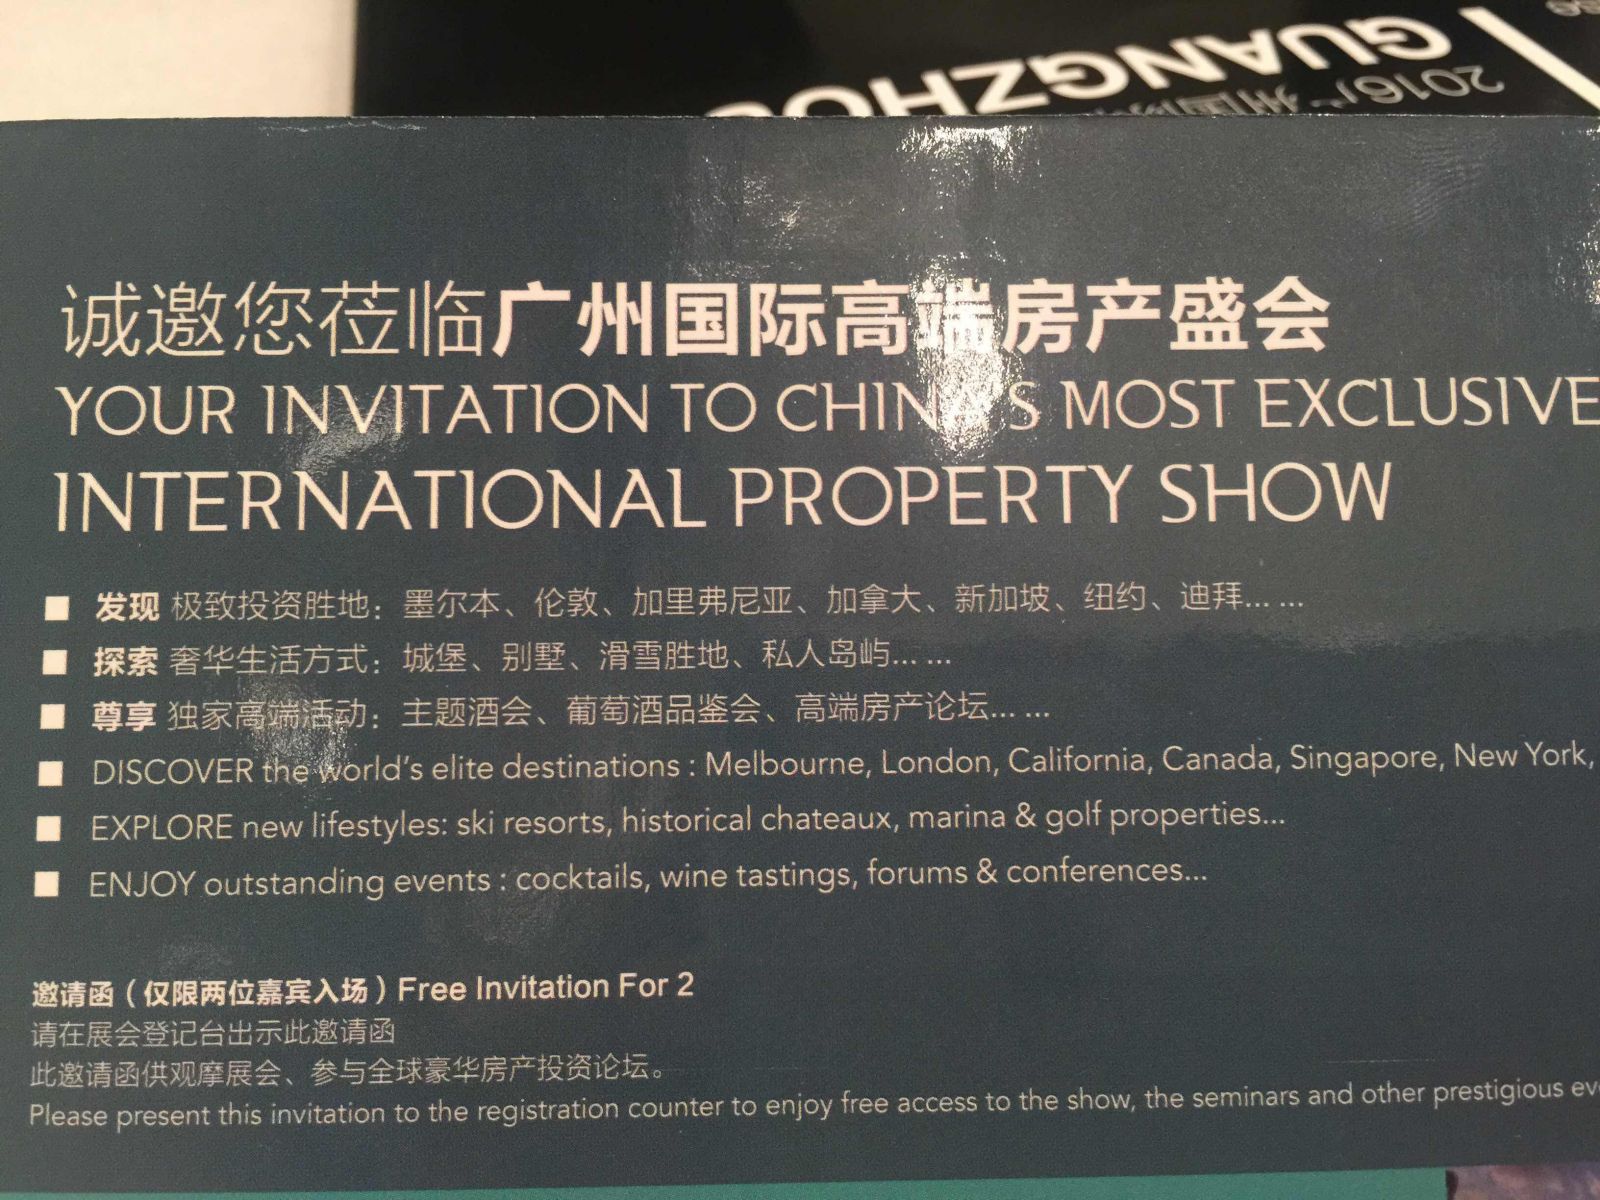 GUANGZHOU
2016广州国际
诚邀您莅临广州国际高端房产盛会
YOUR INVITATION TO CHINA'S MOST EXCLUSIVE
INTERNATIONAL PROPERTY SHOW
■ 发现 极致投资胜地：墨尔本、伦敦、加里弗尼亚、加拿大、新加坡、纽约、迪拜... ...
■ 探索 奢华生活方式：城堡、别墅、滑雪胜地、私人岛屿... ...
■ 尊享 独家高端活动：主题酒会、葡萄酒品鉴会、高端房产论坛... ...
■ DISCOVER the world's elite destinations : Melbourne, London, California, Canada, Singapore, New York,
■ EXPLORE new lifestyles: ski resorts, historical chateaux, marina & golf properties...
■ ENJOY outstanding events : cocktails, wine tastings, forums & conferences...
邀请函（仅限两位嘉宾入场）Free Invitation For 2
请在展会登记台出示此邀请函
此邀请函供观摩展会、参与全球豪华房产投资论坛。
Please present this invitation to the registration counter to enjoy free access to the show, the seminars and other prestigious